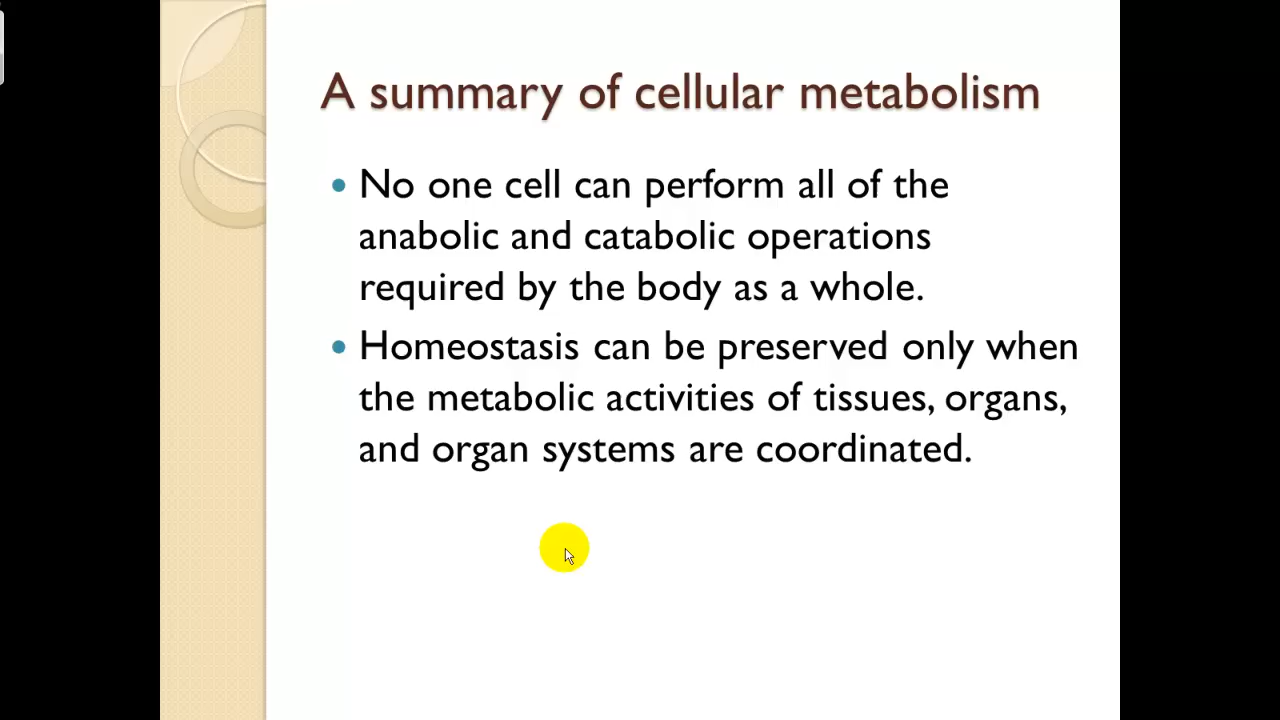 A summary of cellular metabolism
• No one cell can perform all of the
anabolic and catabolic operations
required by the body as a whole.
• Homeostasis can be preserved only when
the metabolic activities of tissues, organs,
and organ systems are coordinated.